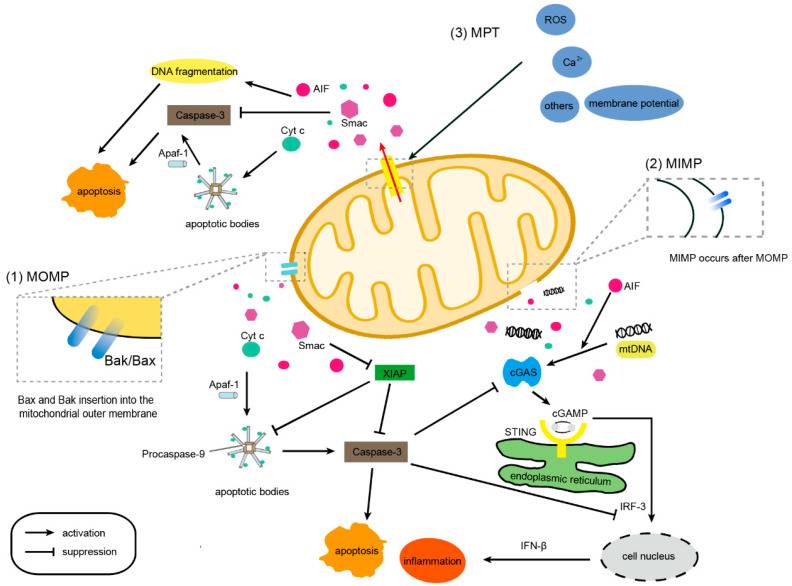 (3) MPT
ROS
Ca²⁺
others
membrane potential
DNA fragmentation
AIF
Caspase-3
Smac
Cyt c
Apaf-1
apoptosis
apoptotic bodies
(2) MIMP
MIMP occurs after MOMP
(1) MOMP
Bak/Bax
Bax and Bak insertion into the
mitochondrial outer membrane
Cyt c
Smac
XIAP
Apaf-1
Procaspase-9
apoptotic bodies
Caspase-3
AIF
mtDNA
cGAS
cGAMP
STING
endoplasmic reticulum
IRF-3
cell nucleus
IFN-β
inflammation
apoptosis
activation
suppression